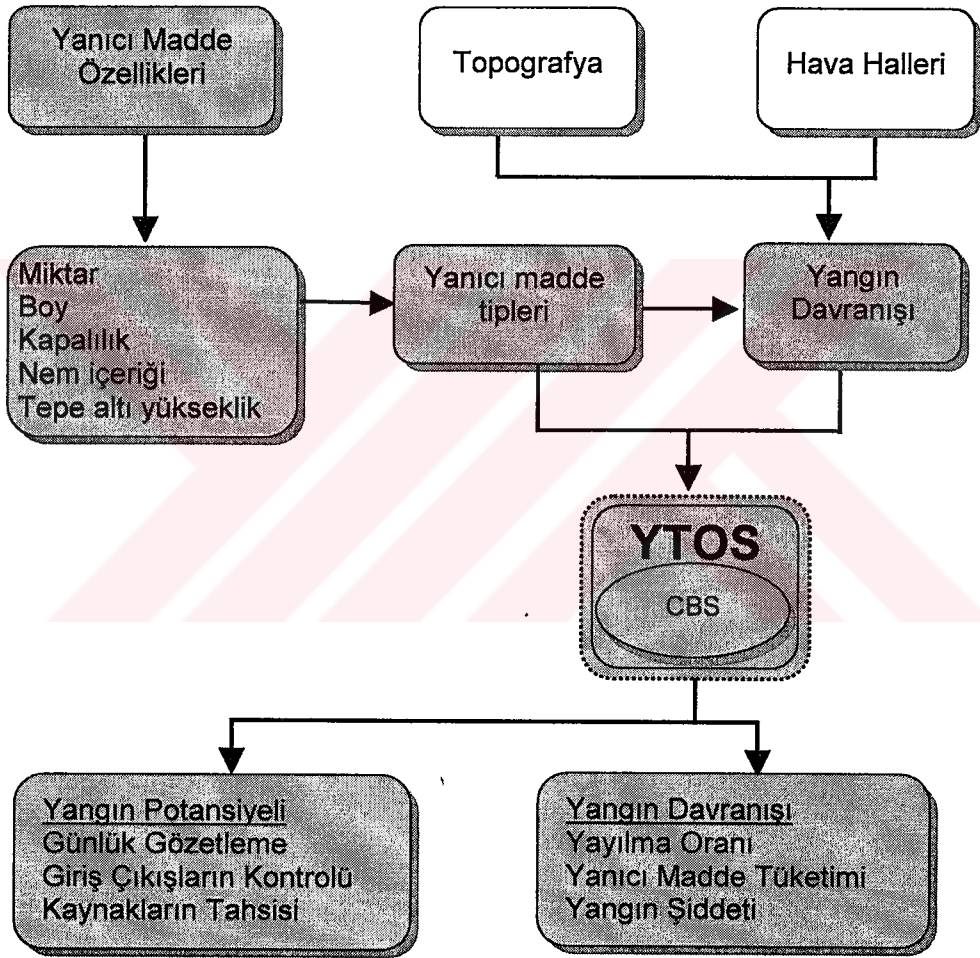 Yanıcı Madde
Özellikleri
Topografya
Hava Halleri
Miktar
Boy
Kapalılık
Nem içeriği
Tepe altı yükseklik
Yanıcı madde
tipleri
Yangın
Davranışı
YTOS
CBS
Yangın Potansiyeli
Günlük Gözetleme
Giriş Çıkışların Kontrolü
Kaynakların Tahsisi
Yangın Davranışı
Yayılma Oranı
Yanıcı Madde Tüketimi
Yangın Şiddeti